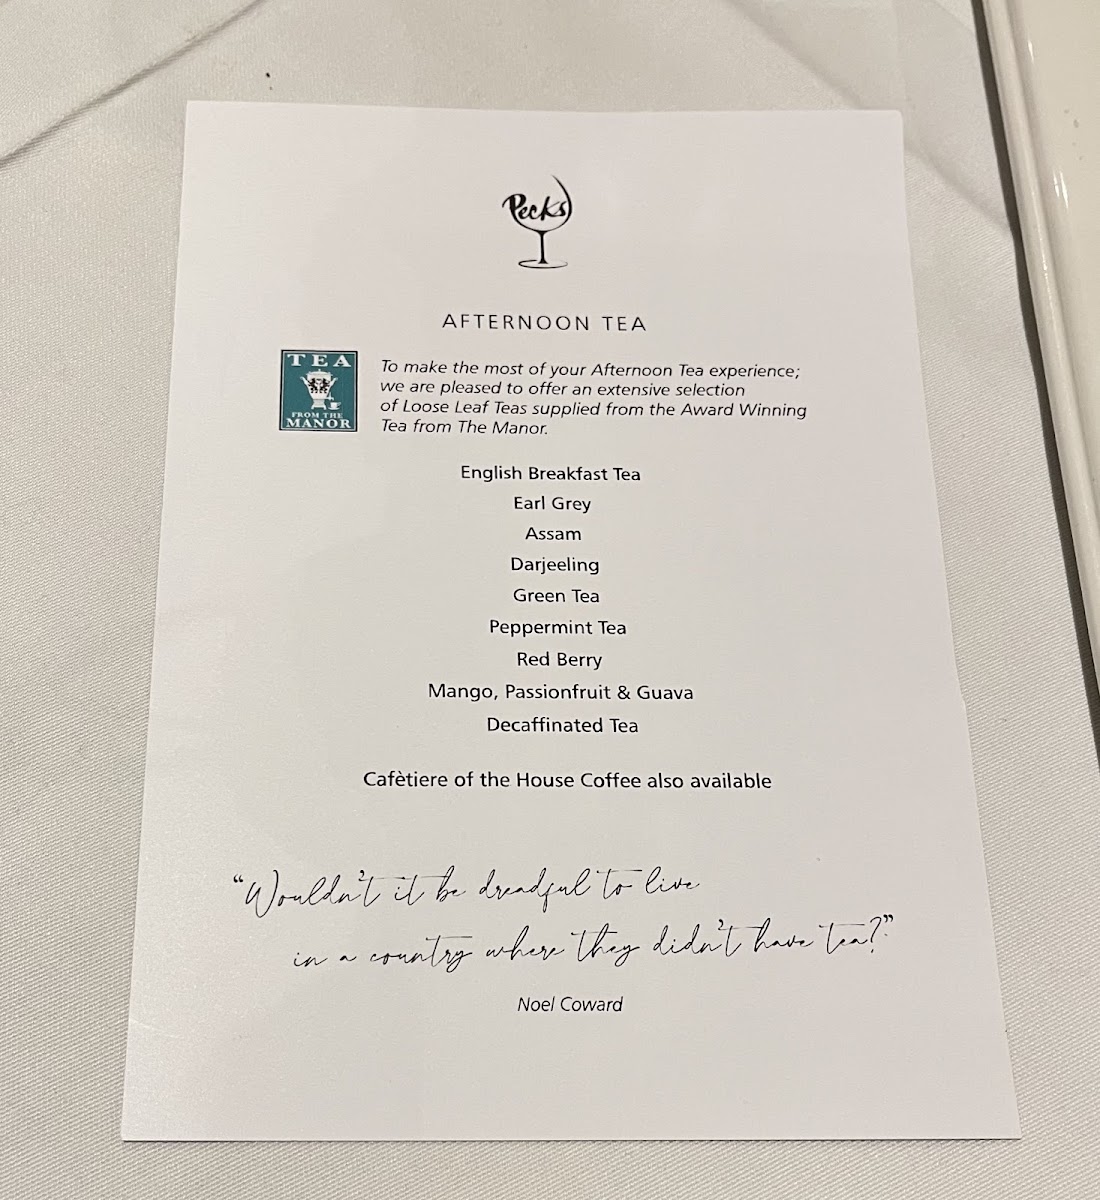 Pecks
AFTERNOON TEA
TEA
FROM THE
MANOR
To make the most of your Afternoon Tea experience;
we are pleased to offer an extensive selection
of Loose Leaf Teas supplied from the Award Winning
Tea from The Manor.
English Breakfast Tea
Earl Grey
Assam
Darjeeling
Green Tea
Peppermint Tea
Red Berry
Mango, Passionfruit & Guava
Decaffinated Tea
Cafètiere of the House Coffee also available
“Wouldn't it be dreadful to live
in a country where they didn't have tea?”
Noel Coward